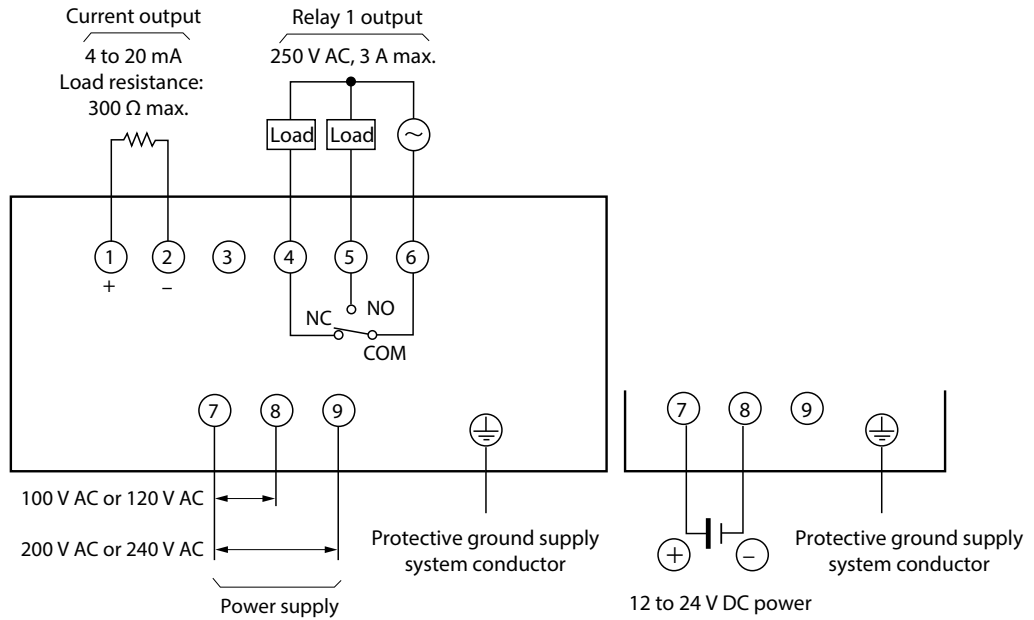 Current output
4 to 20 mA
Load resistance:
300 Ω max.
Relay 1 output
250 V AC, 3 A max.
Load
Load
1
2
3
4
5
6
+
–
NO
NC
COM
7
8
9
100 V AC or 120 V AC
200 V AC or 240 V AC
Power supply
Protective ground supply
system conductor
7
8
9
+
–
12 to 24 V DC power
Protective ground supply
system conductor